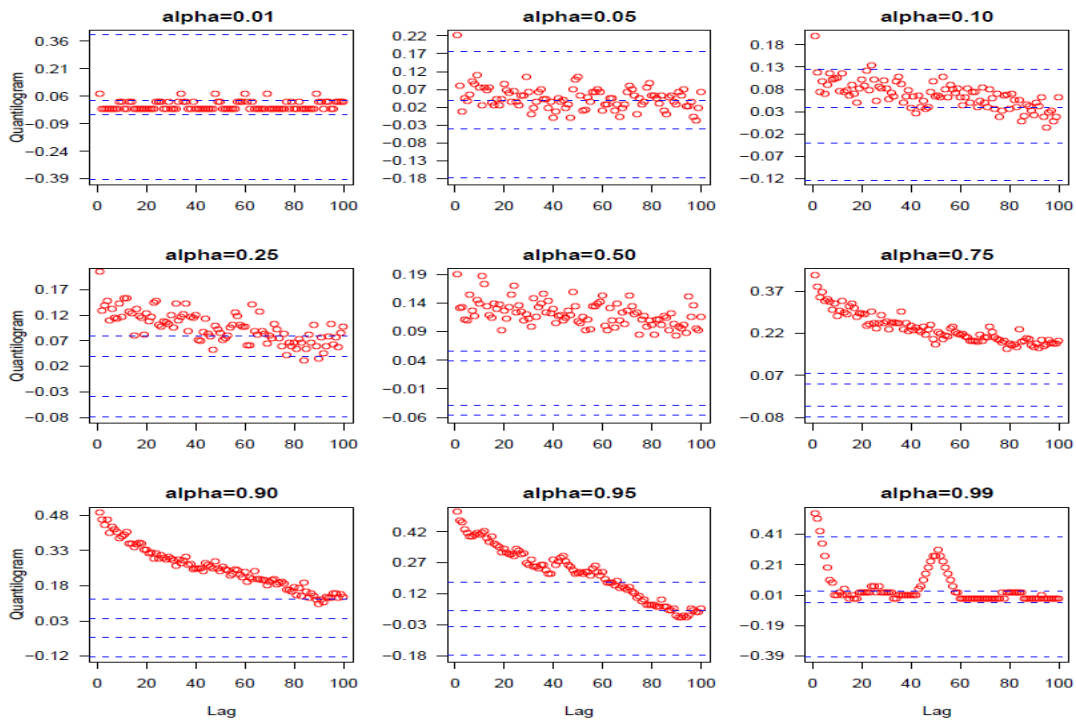 alpha=0.01
alpha=0.05
alpha=0.10
Quantilogram
0.36
0.21
0.06
−0.09
−0.24
−0.39
0 20 40 60 80 100
0.22
0.17
0.12
0.07
0.02
−0.03
−0.08
−0.13
−0.18
0 20 40 60 80 100
0.18
0.13
0.08
0.03
−0.02
−0.07
−0.12
0 20 40 60 80 100
alpha=0.25
alpha=0.50
alpha=0.75
Quantilogram
0.17
0.12
0.07
0.02
−0.03
−0.08
0 20 40 60 80 100
0.19
0.14
0.09
0.04
−0.01
−0.06
0 20 40 60 80 100
0.37
0.22
0.07
−0.08
0 20 40 60 80 100
alpha=0.90
alpha=0.95
alpha=0.99
Quantilogram
0.48
0.33
0.18
0.03
−0.12
0 20 40 60 80 100
Lag
0.42
0.27
0.12
−0.03
−0.18
0 20 40 60 80 100
Lag
0.41
0.21
0.01
−0.19
−0.39
0 20 40 60 80 100
Lag